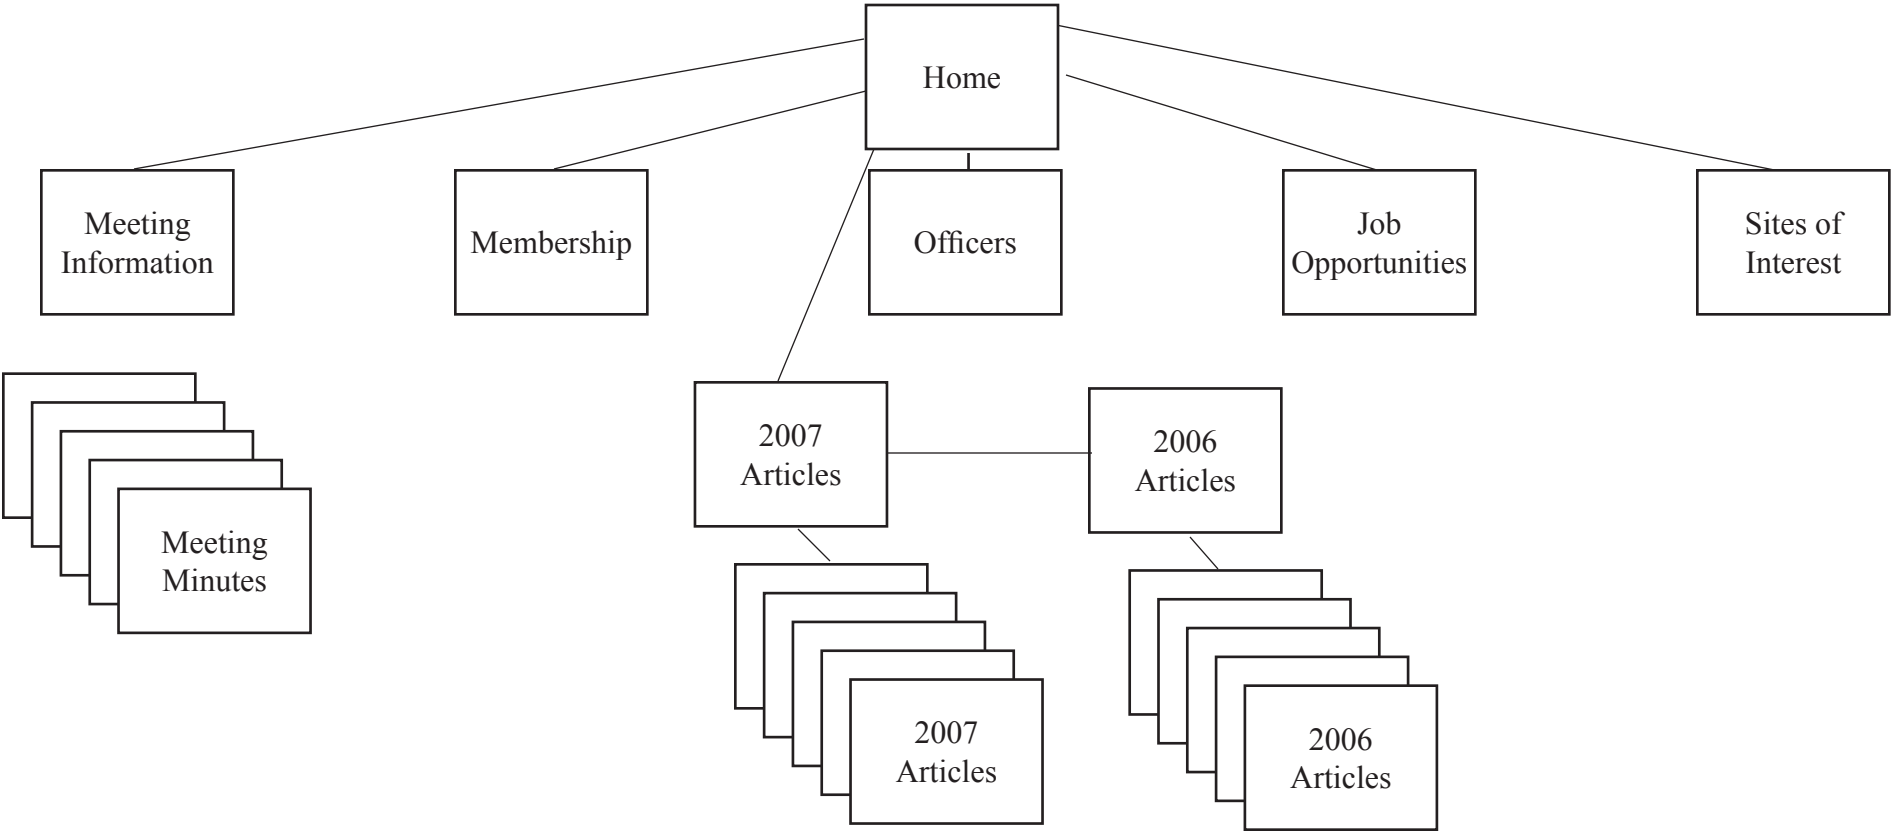 Home
Meeting
Information
Membership
Officers
Job
Opportunities
Sites of
Interest
2007
Articles
2006
Articles
Meeting
Minutes
2007
Articles
2006
Articles